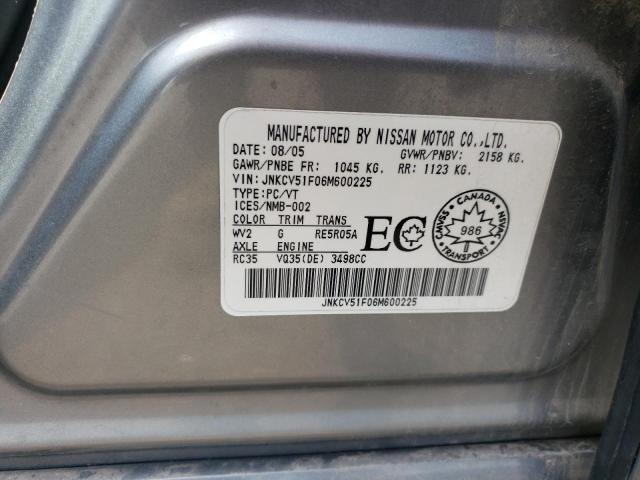 MANUFACTURED BY NISSAN MOTOR CO.,LTD.
DATE: 08/05 GVWR/PNBV: 2158 KG.
GAWR/PNBE FR: 1045 KG. RR: 1123 KG.
VIN: JNKCV51F06M600225
TYPE: PC/VT
ICES/NMB-002
COLOR TRIM TRANS
WV2 G RE5R05A
AXLE ENGINE
RC35 VQ35(DE) 3498CC
EC
CANADA
CMVSS 986 NSVAC
TRANSPORT
JNKCV51F06M600225